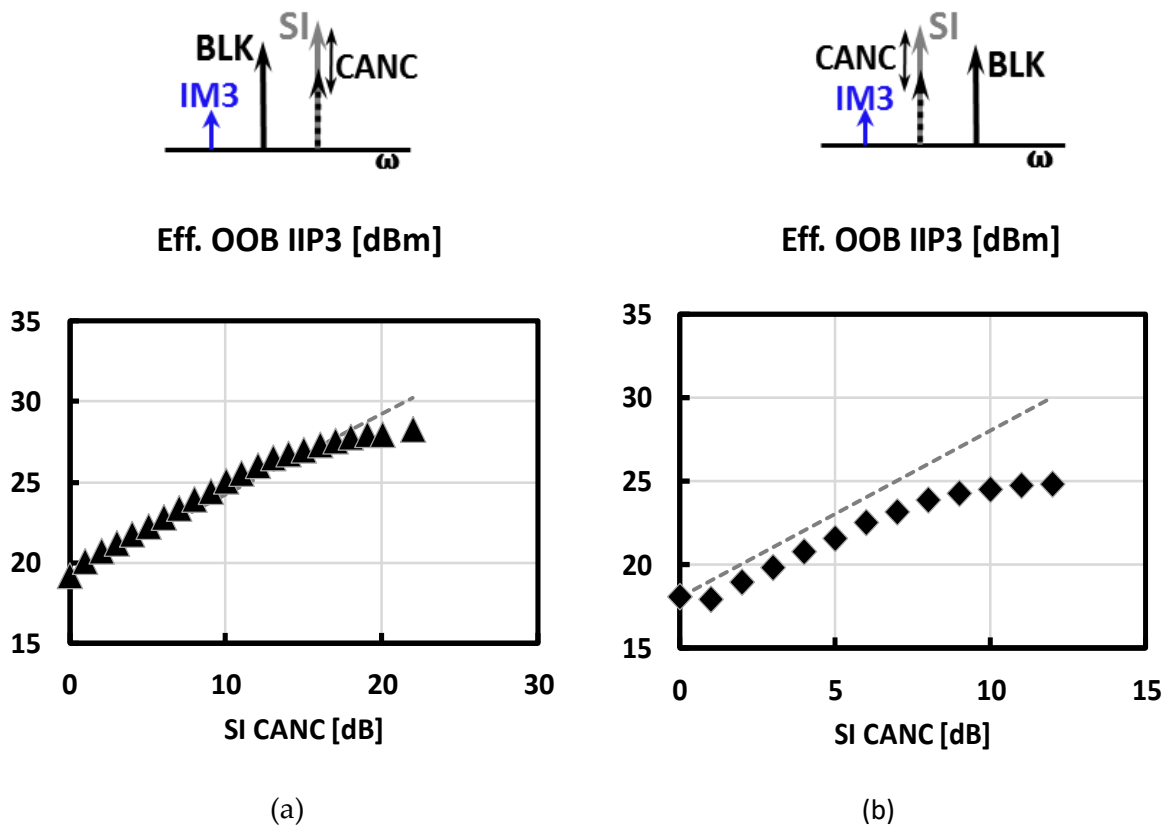 SI
BLK
CANC
IM3
ω
Eff. OOB IIP3 [dBm]
35
30
25
20
15
0
10
20
30
SI CANC [dB]
(a)
SI
CANC
BLK
IM3
ω
Eff. OOB IIP3 [dBm]
35
30
25
20
15
0
5
10
15
SI CANC [dB]
(b)